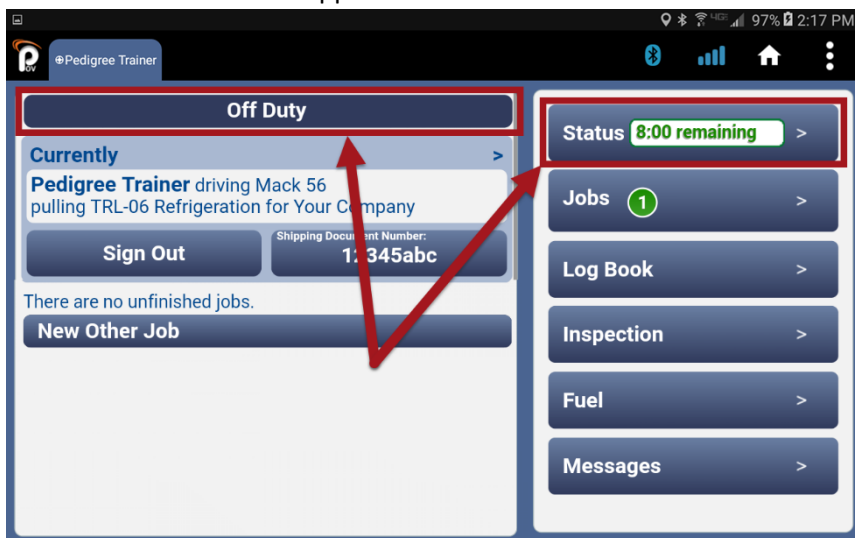 97% 2:17 PM
Pov
Pedigree Trainer
Off Duty
Currently >
Pedigree Trainer driving Mack 56
pulling TRL-06 Refrigeration for Your Company
Sign Out
Shipping Document Number:
12345abc
There are no unfinished jobs.
New Other Job
Status 8:00 remaining >
Jobs 1 >
Log Book >
Inspection >
Fuel >
Messages >